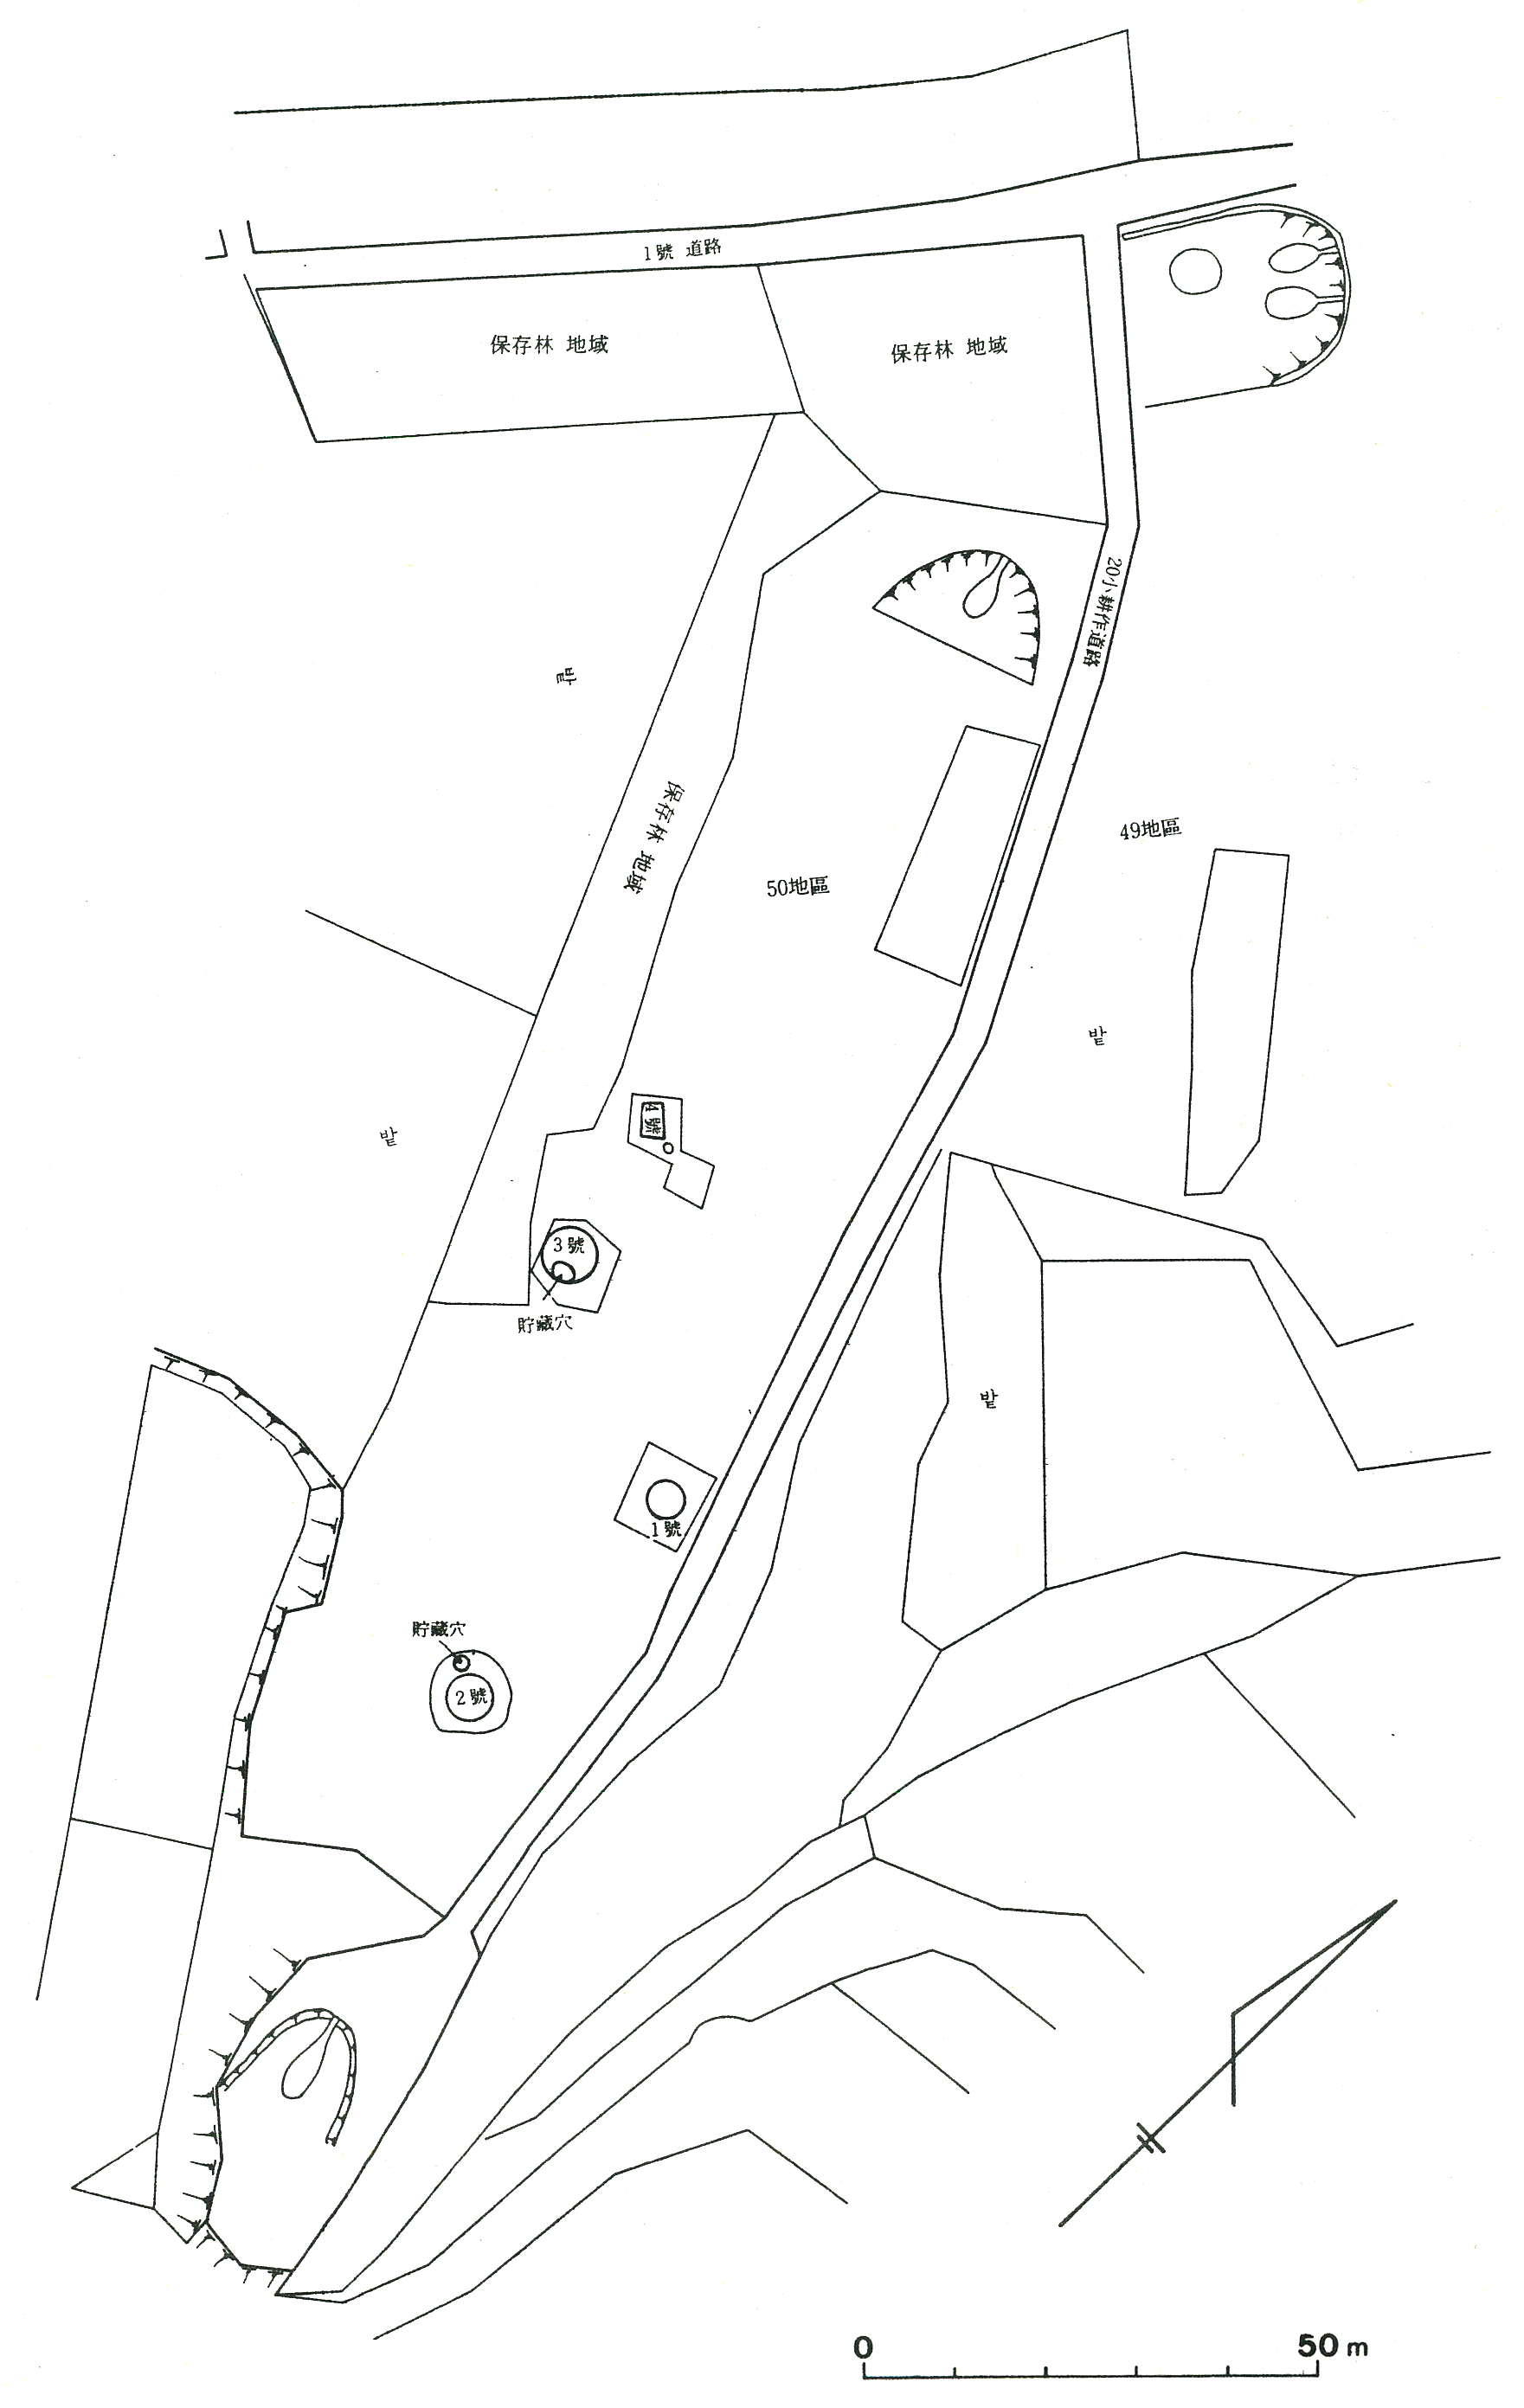 1號 道路
保存林 地域
保存林 地域
20小耕作道路
밭
保存林 地域
49地區
50地區
밭
4號
밭
3號
貯藏穴
밭
1號
貯藏穴
2號
0 50 m